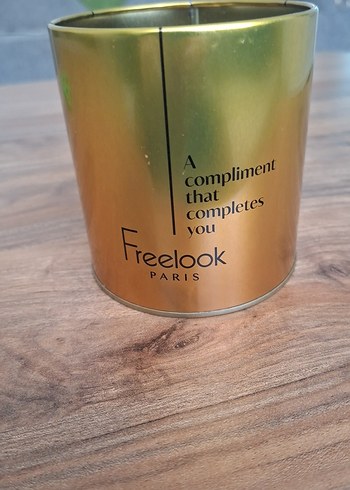 A
compliment
that
completes
you
Freelook
PARIS